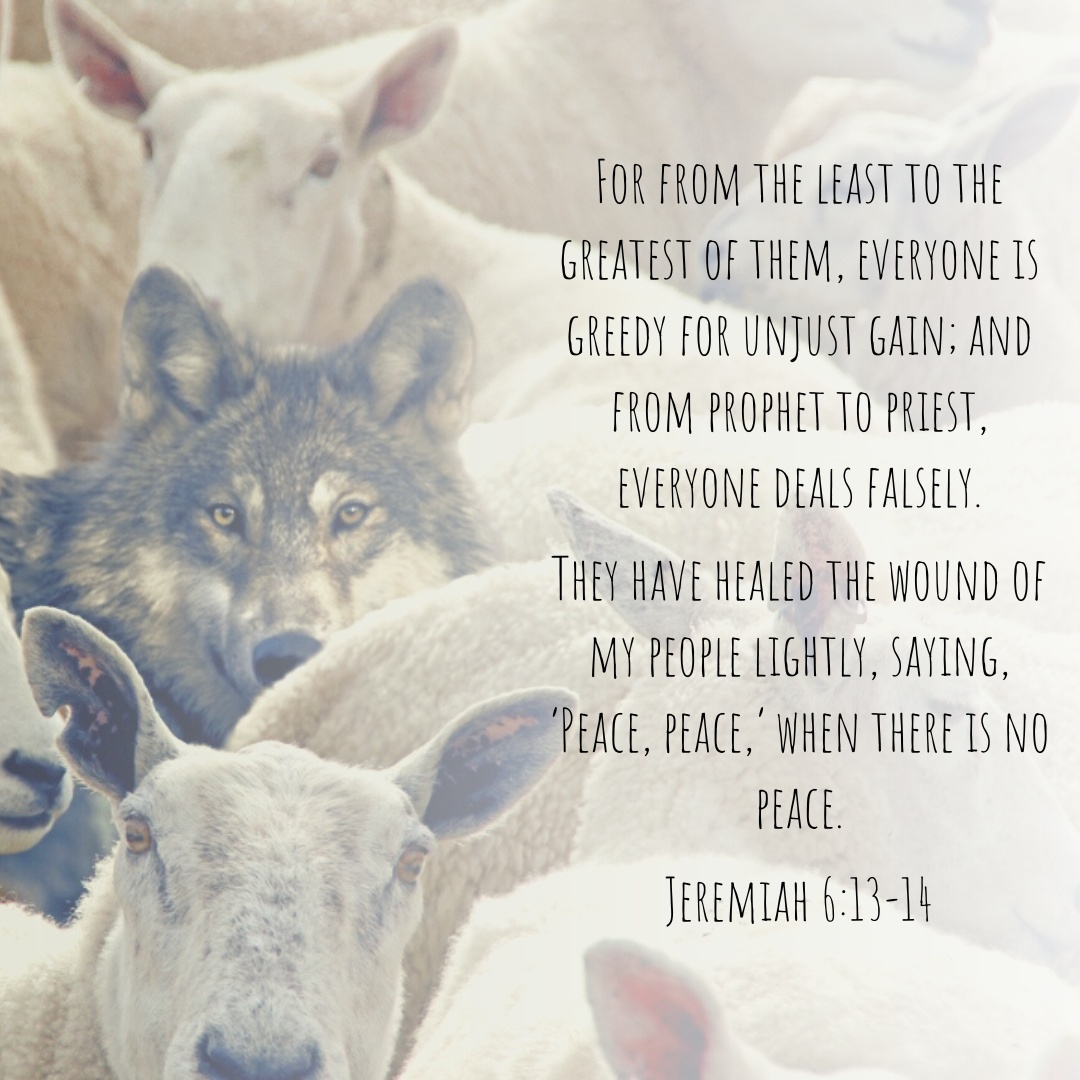 For from the least to the
greatest of them, everyone is
greedy for unjust gain; and
from prophet to priest,
everyone deals falsely.
They have healed the wound of
my people lightly, saying,
‘Peace, peace,’ when there is no
peace.
Jeremiah 6:13-14